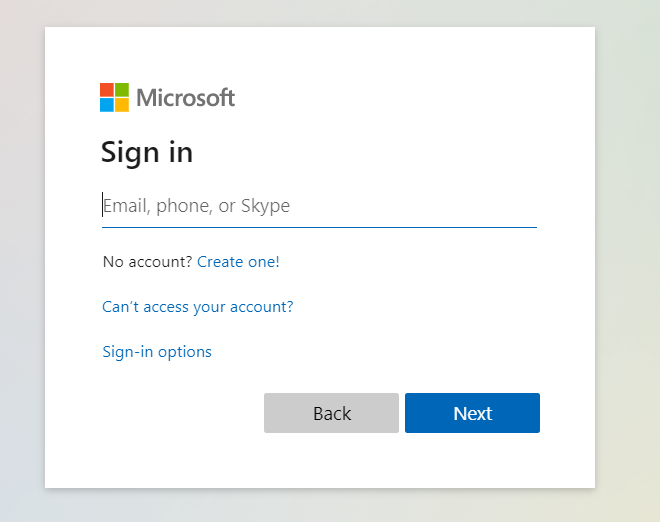 Microsoft
Sign in
Email, phone, or Skype
No account? Create one!
Can’t access your account?
Sign-in options
Back Next